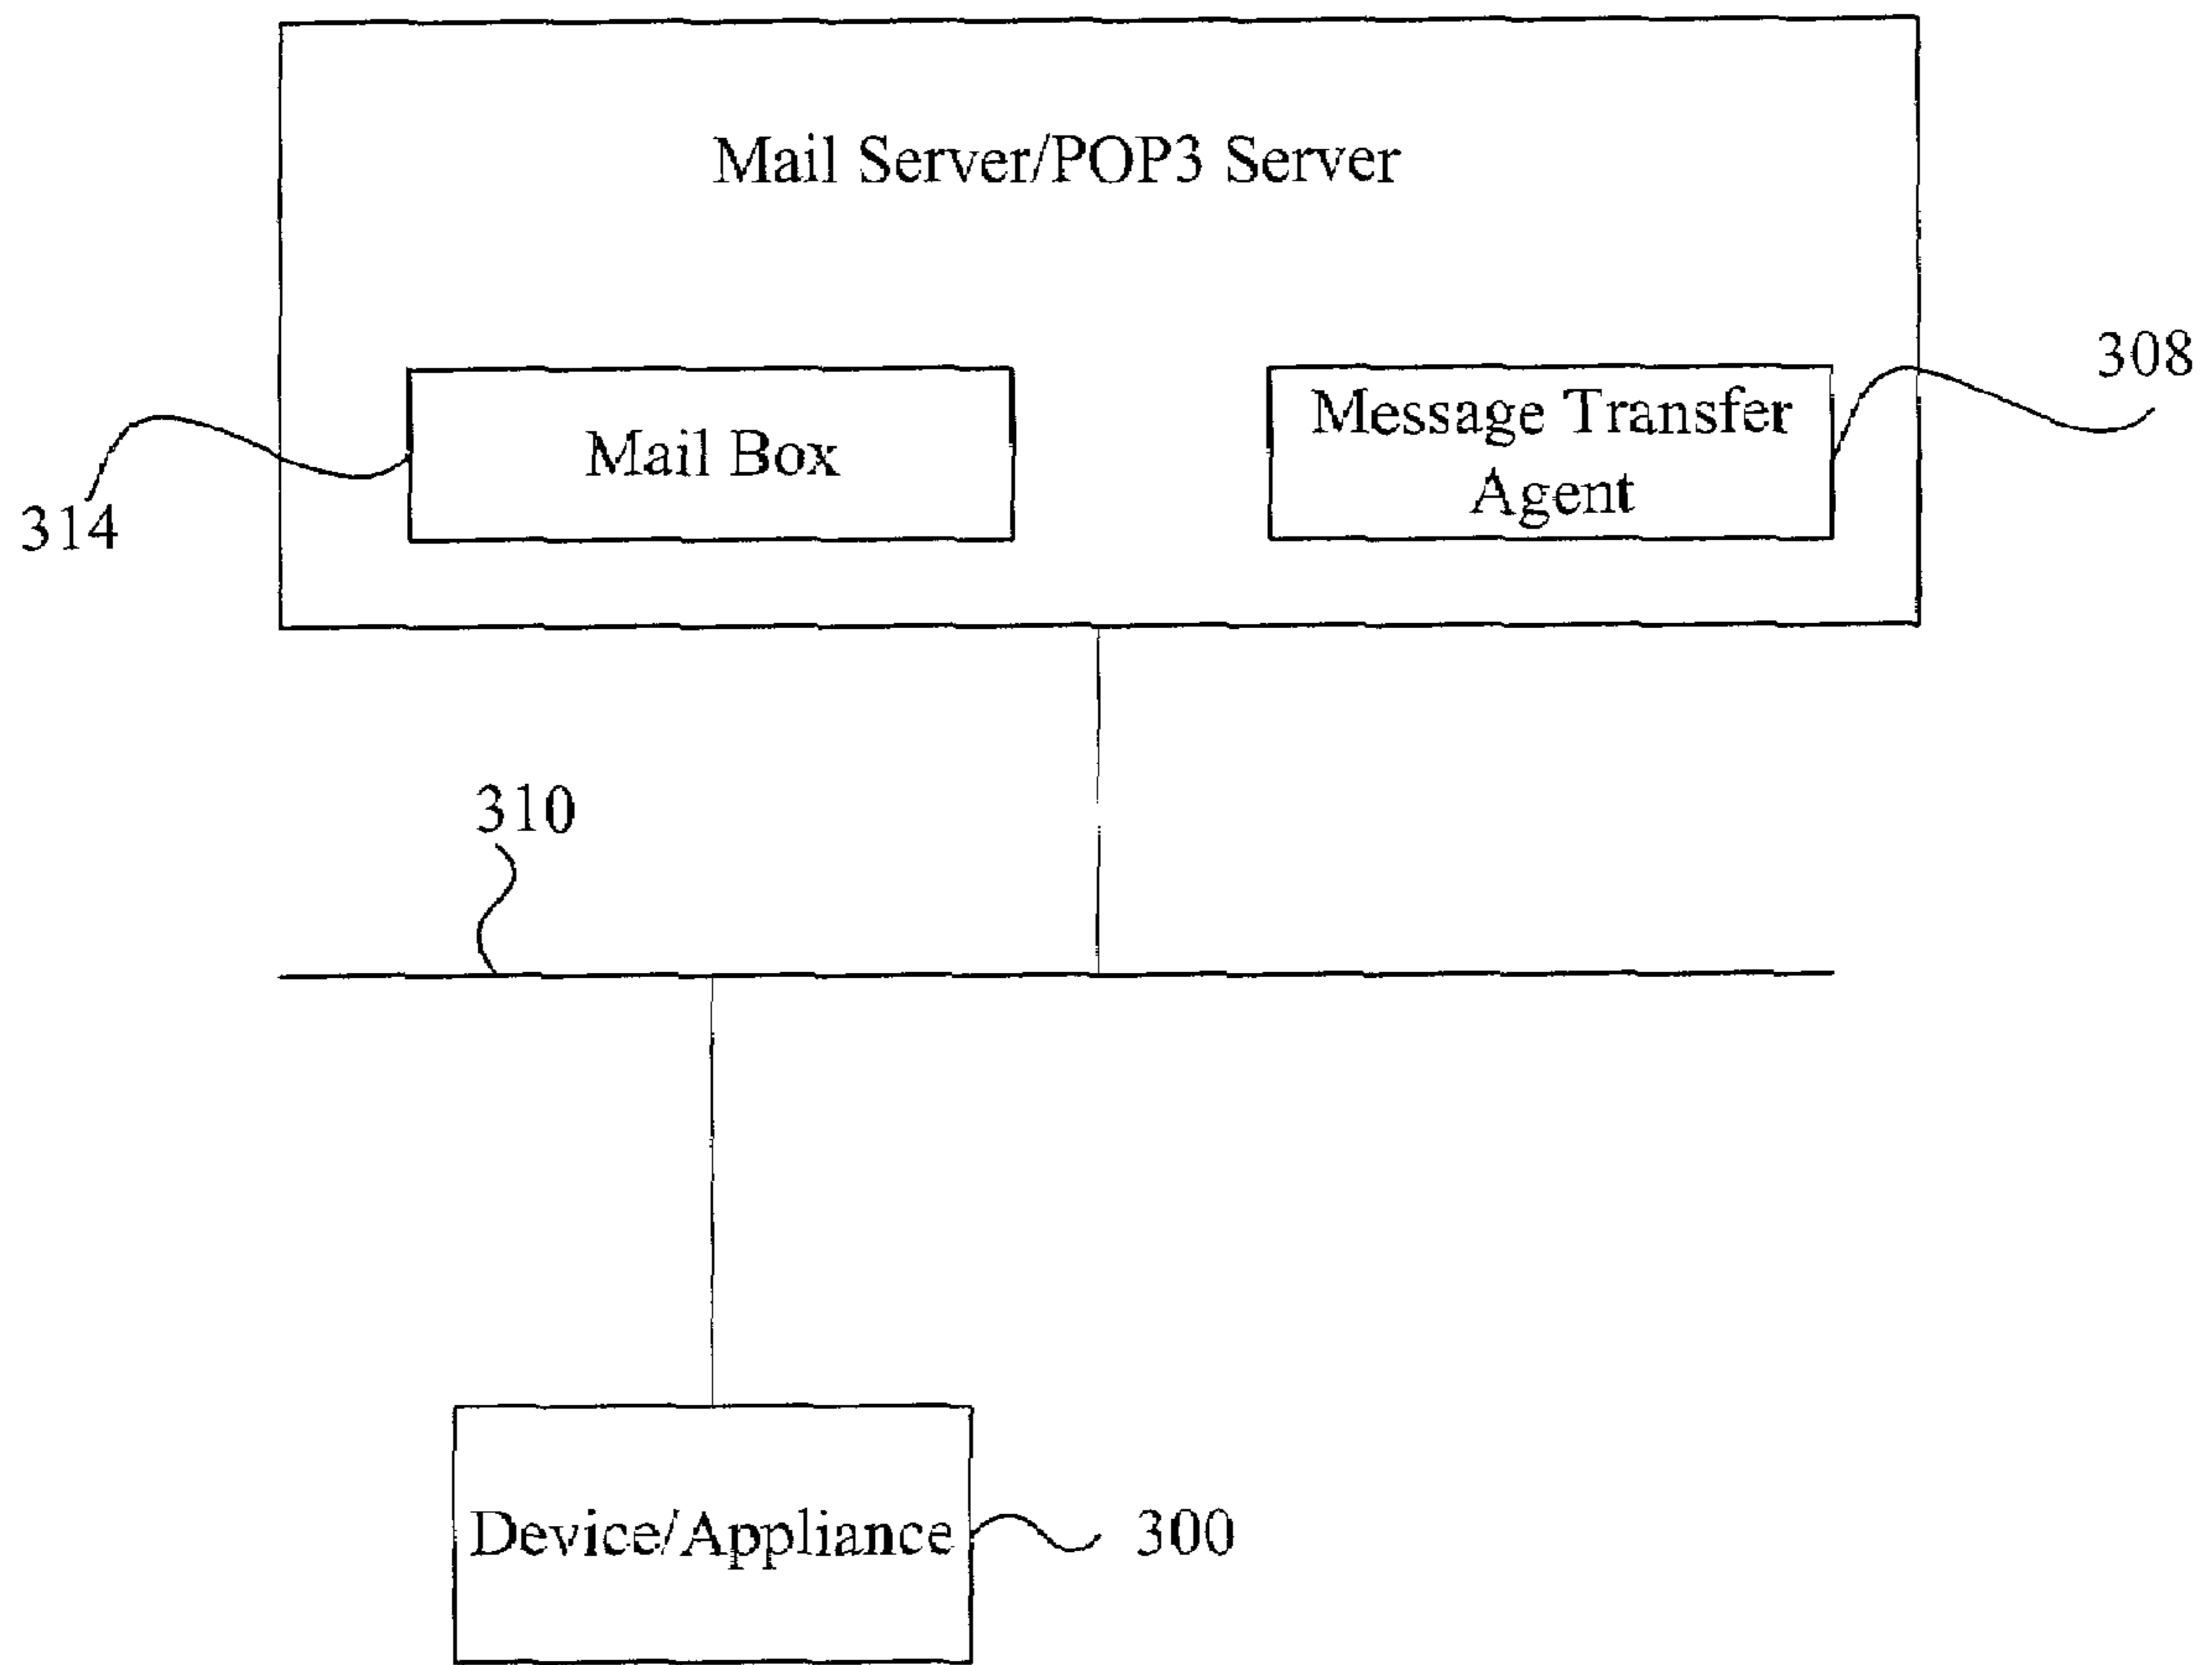 Mail Server/POP3 Server
308
Message Transfer
Agent
Mail Box
314
310
Device/Appliance
300